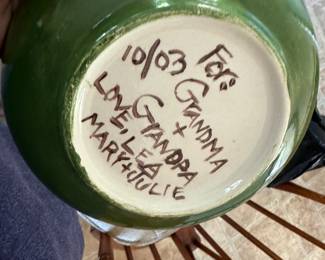 10/03 FOR:
GRANDMA
+
GRANDPA
LOVE, LEA
MARY+JULIE